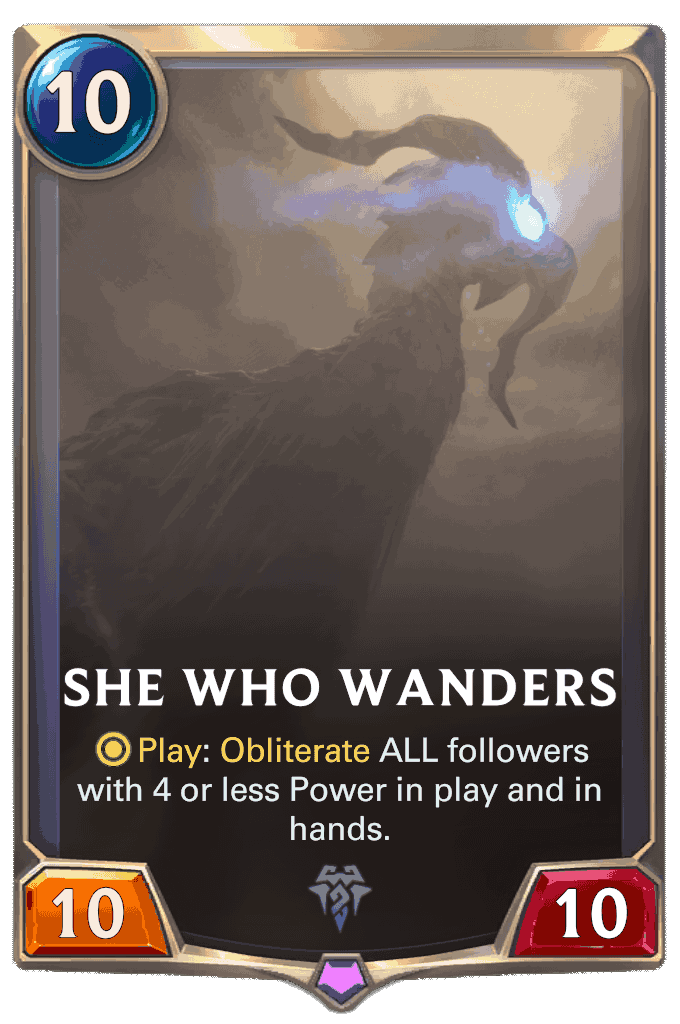 10
SHE WHO WANDERS
Play: Obliterate ALL followers
with 4 or less Power in play and in
hands.
10 10